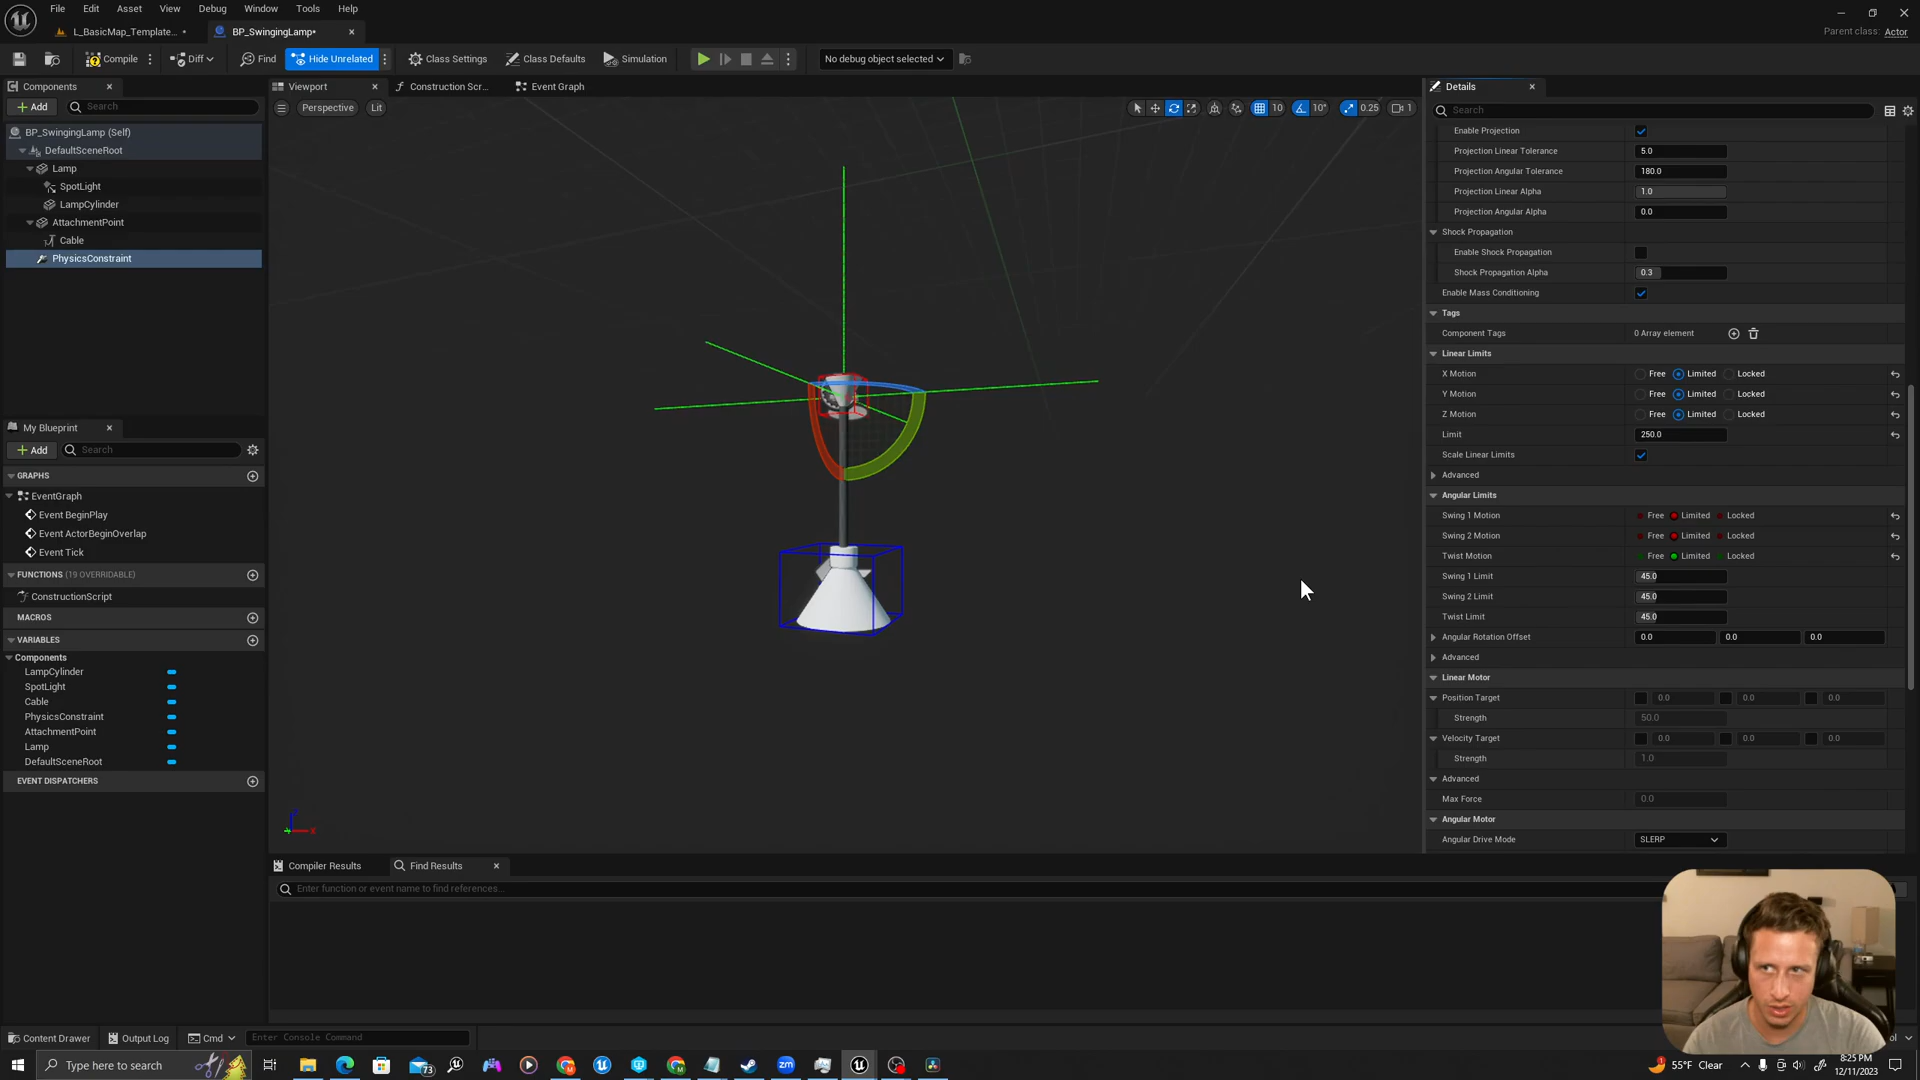 File Edit Asset View Debug Window Tools Help
L_BasicMap_Template... •
BP_SwingingLamp•
Parent class: Actor
Compile
Diff
Find
Hide Unrelated
Class Settings
Class Defaults
Simulation
No debug object selected
Components
Add
Search
BP_SwingingLamp (Self)
DefaultSceneRoot
Lamp
SpotLight
LampCylinder
AttachmentPoint
Cable
PhysicsConstraint
My Blueprint
Add
Search
GRAPHS
EventGraph
Event BeginPlay
Event ActorBeginOverlap
Event Tick
FUNCTIONS (19 OVERRIDABLE)
ConstructionScript
MACROS
VARIABLES
Components
LampCylinder
SpotLight
Cable
PhysicsConstraint
AttachmentPoint
Lamp
DefaultSceneRoot
EVENT DISPATCHERS
Viewport
Construction Scr...
Event Graph
Perspective
Lit
10
10°
0.25
1
Details
Search
Enable Projection
Projection Linear Tolerance 5.0
Projection Angular Tolerance 180.0
Projection Linear Alpha 1.0
Projection Angular Alpha 0.0
Shock Propagation
Enable Shock Propagation
Shock Propagation Alpha 0.3
Enable Mass Conditioning
Tags
Component Tags 0 Array element
Linear Limits
X Motion Free Limited Locked
Y Motion Free Limited Locked
Z Motion Free Limited Locked
Limit 250.0
Scale Linear Limits
Advanced
Angular Limits
Swing 1 Motion Free Limited Locked
Swing 2 Motion Free Limited Locked
Twist Motion Free Limited Locked
Swing 1 Limit 45.0
Swing 2 Limit 45.0
Twist Limit 45.0
Angular Rotation Offset 0.0 0.0 0.0
Advanced
Linear Motor
Position Target 0.0 0.0 0.0
Strength 50.0
Velocity Target 0.0 0.0 0.0
Strength 1.0
Advanced
Max Force 0.0
Angular Motor
Angular Drive Mode SLERP
Compiler Results
Find Results
Enter function or event name to find references...
Content Drawer
Output Log
Cmd
Enter Console Command
Type here to search
73
55°F Clear
8:25 PM
12/11/2023